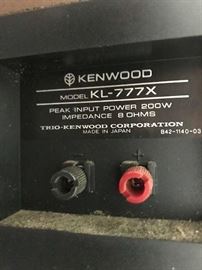 KENWOOD
MODEL KL-777X
PEAK INPUT POWER 200W
IMPEDANCE 8 OHMS
TRIO-KENWOOD CORPORATION
MADE IN JAPAN B42-1140-03
- +